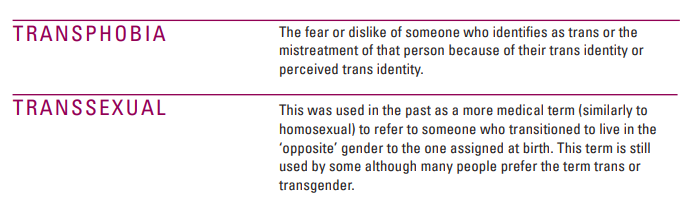 TRANSPHOBIA
The fear or dislike of someone who identifies as trans or the
mistreatment of that person because of their trans identity or
perceived trans identity.
TRANSSEXUAL
This was used in the past as a more medical term (similarly to
homosexual) to refer to someone who transitioned to live in the
‘opposite’ gender to the one assigned at birth. This term is still
used by some although many people prefer the term trans or
transgender.